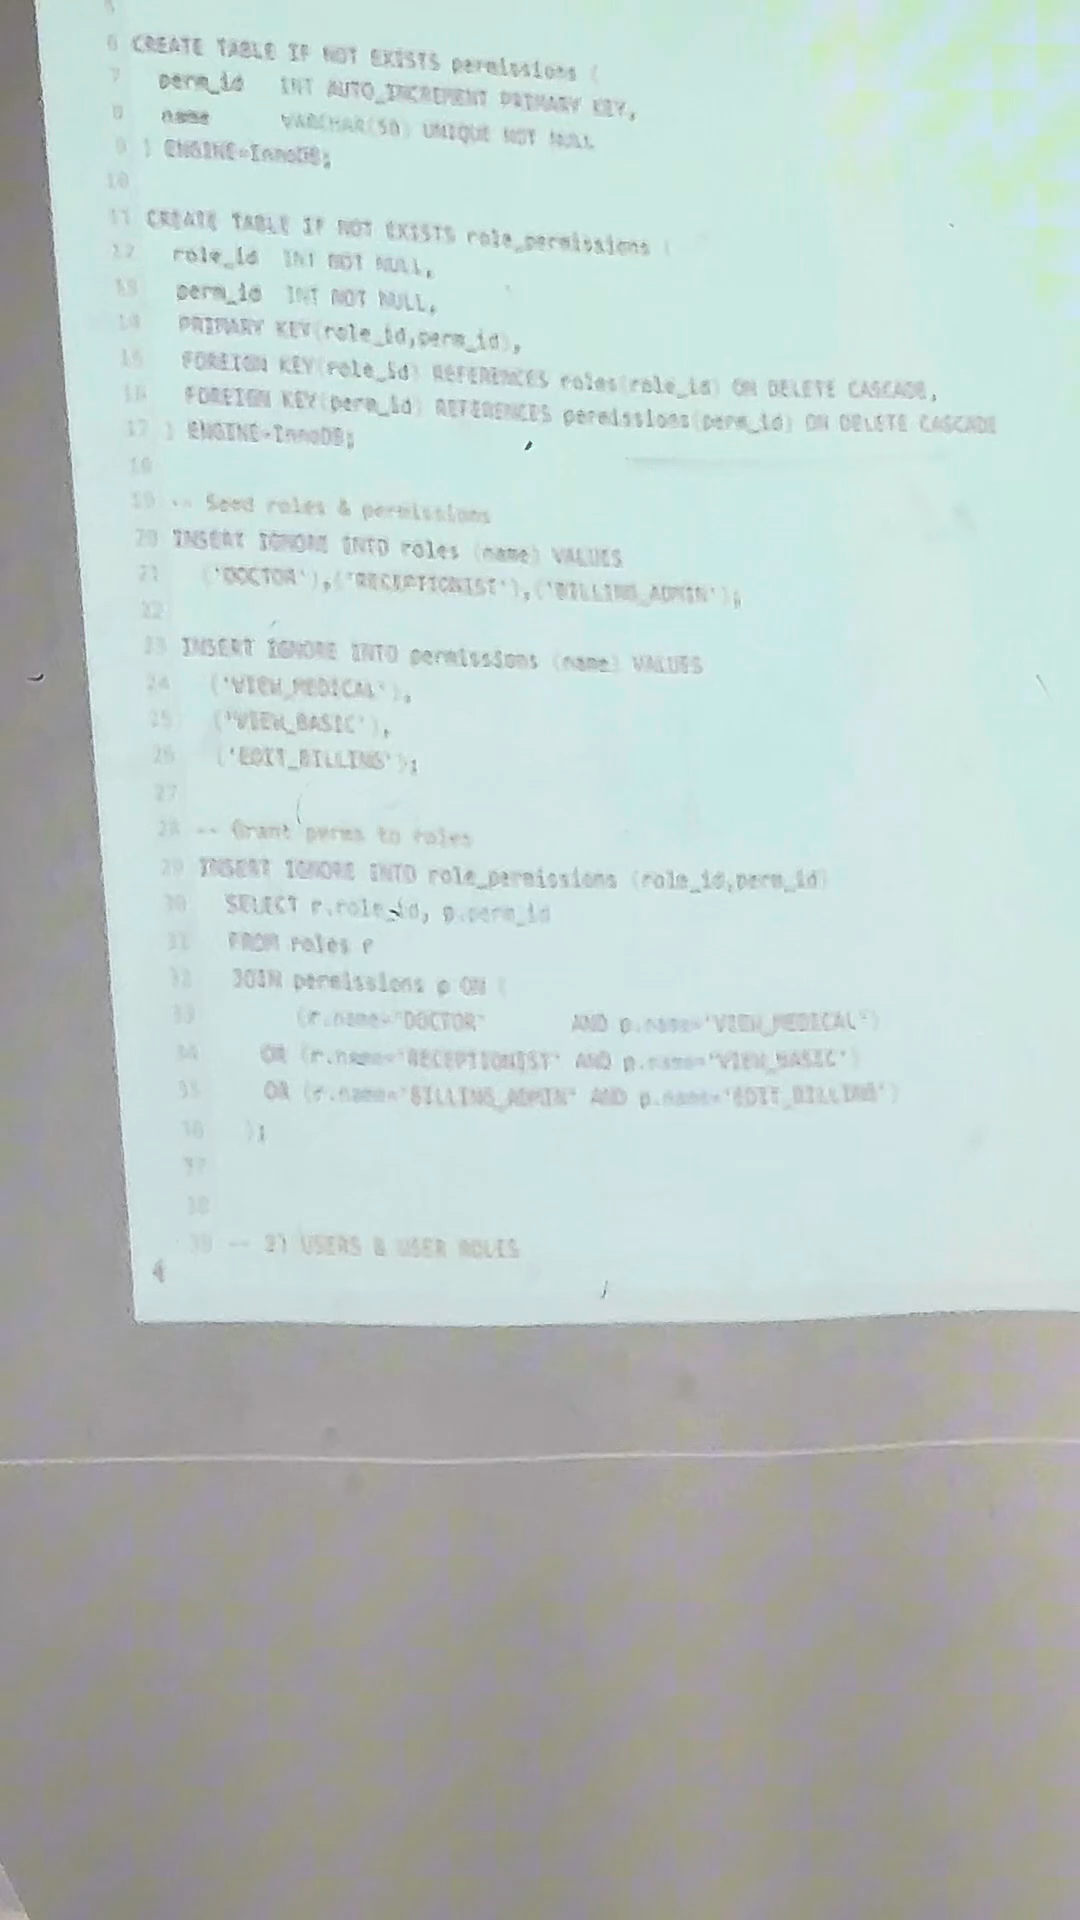 5
6 CREATE TABLE IF NOT EXISTS permissions (
7 perm_id INT AUTO_INCREMENT PRIMARY KEY,
8 name VARCHAR(50) UNIQUE NOT NULL
9 ) ENGINE=InnoDB;
10
11 CREATE TABLE IF NOT EXISTS role_permissions (
12 role_id INT NOT NULL,
13 perm_id INT NOT NULL,
14 PRIMARY KEY(role_id,perm_id),
15 FOREIGN KEY(role_id) REFERENCES roles(role_id) ON DELETE CASCADE,
16 FOREIGN KEY(perm_id) REFERENCES permissions(perm_id) ON DELETE CASCADE
17 ) ENGINE=InnoDB;
18
19 -- Seed roles & permissions
20 INSERT IGNORE INTO roles (name) VALUES
21 ('DOCTOR'),('RECEPTIONIST'),('BILLING_ADMIN');
22
23 INSERT IGNORE INTO permissions (name) VALUES
24 ('VIEW_MEDICAL'),
25 ('VIEW_BASIC'),
26 ('EDIT_BILLING');
27
28 -- Grant perms to roles
29 INSERT IGNORE INTO role_permissions (role_id,perm_id)
30 SELECT r.role_id, p.perm_id
31 FROM roles r
32 JOIN permissions p ON (
33 (r.name='DOCTOR' AND p.name='VIEW_MEDICAL')
34 OR (r.name='RECEPTIONIST' AND p.name='VIEW_BASIC')
35 OR (r.name='BILLING_ADMIN' AND p.name='EDIT_BILLING')
36 );
37
38
39 -- 2) USERS & USER ROLES